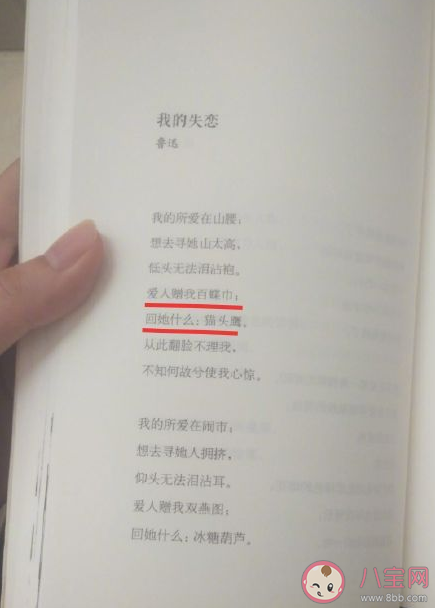 我的失恋
鲁迅
我的所爱在山腰；
想去寻她山太高，
低头无法泪沾袍。
爱人赠我百蝶巾；
回她什么：猫头鹰。
从此翻脸不理我，
不知何故兮使我心惊。
我的所爱在闹市；
想去寻她人拥挤，
仰头无法泪沾耳。
爱人赠我双燕图；
回她什么：冰糖葫芦。
八宝网
www.8bb.com